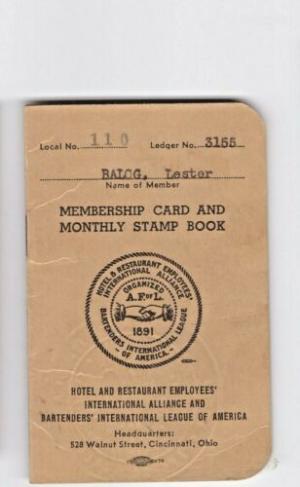 Local No. 110 Ledger No. 3155
BALOG, Lester
Name of Member
MEMBERSHIP CARD AND
MONTHLY STAMP BOOK
HOTEL & RESTAURANT EMPLOYEES'
INTERNATIONAL ALLIANCE
ORGANIZED
A. F. of L.
1891
BARTENDERS INTERNATIONAL LEAGUE
OF AMERICA
HOTEL AND RESTAURANT EMPLOYEES'
INTERNATIONAL ALLIANCE AND
BARTENDERS' INTERNATIONAL LEAGUE OF AMERICA
Headquarters:
528 Walnut Street, Cincinnati, Ohio